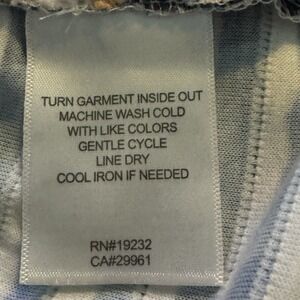 TURN GARMENT INSIDE OUT
MACHINE WASH COLD
WITH LIKE COLORS
GENTLE CYCLE
LINE DRY
COOL IRON IF NEEDED
RN#19232
CA#29961